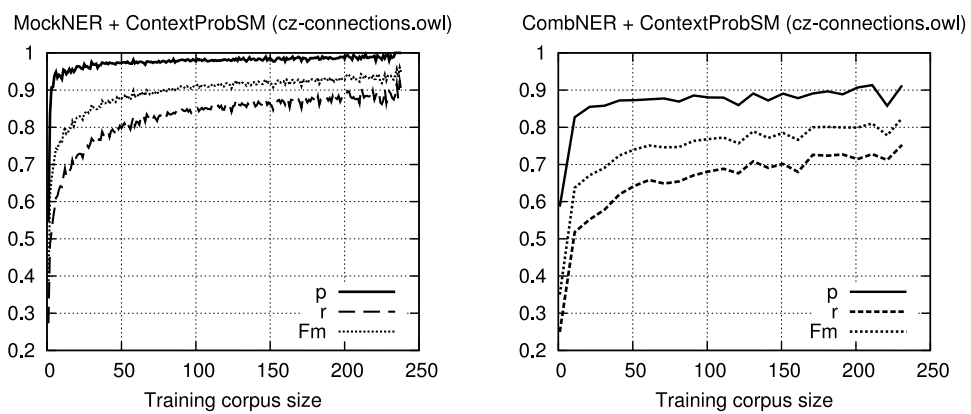 MockNER + ContextProbSM (cz-connections.owl)
1
0.9
0.8
0.7
0.6
0.5
0.4
0.3
0.2
p
r
Fm
0 50 100 150 200 250
Training corpus size
CombNER + ContextProbSM (cz-connections.owl)
1
0.9
0.8
0.7
0.6
0.5
0.4
0.3
0.2
p
r
Fm
0 50 100 150 200 250
Training corpus size